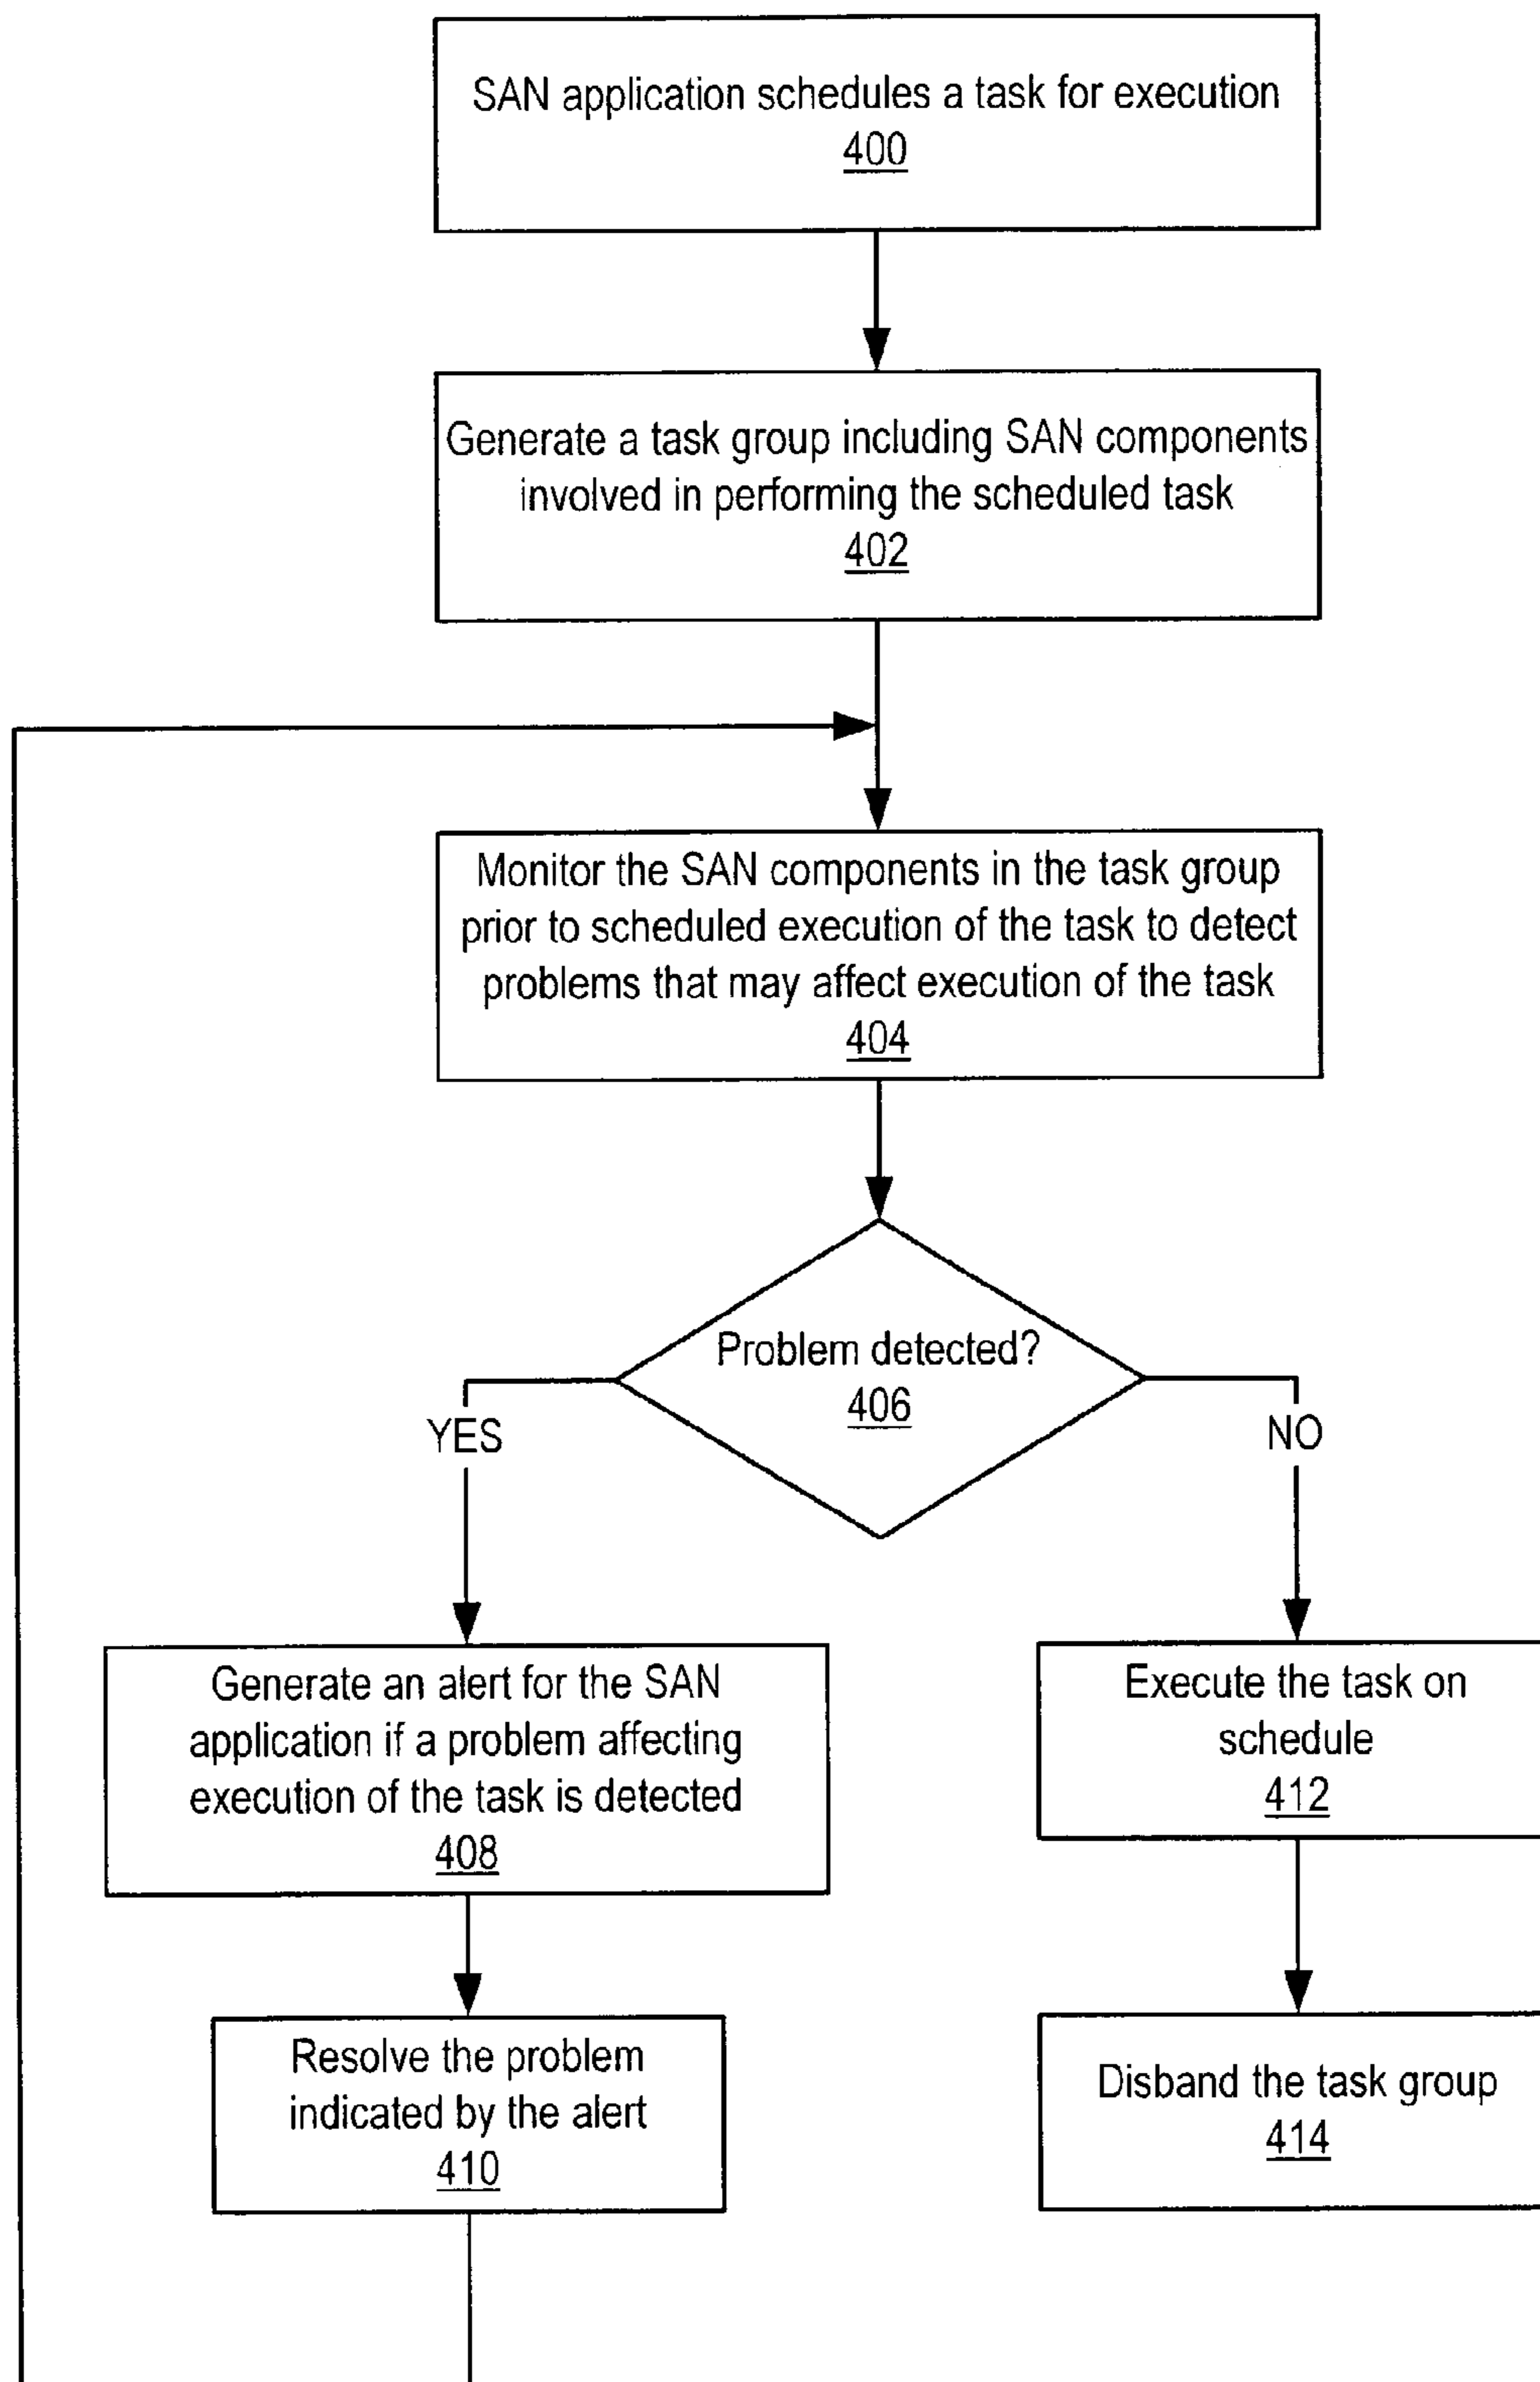 SAN application schedules a task for execution
400
Generate a task group including SAN components
involved in performing the scheduled task
402
Monitor the SAN components in the task group
prior to scheduled execution of the task to detect
problems that may affect execution of the task
404
Problem detected?
406
YES
NO
Generate an alert for the SAN
application if a problem affecting
execution of the task is detected
408
Execute the task on
schedule
412
Resolve the problem
indicated by the alert
410
Disband the task group
414